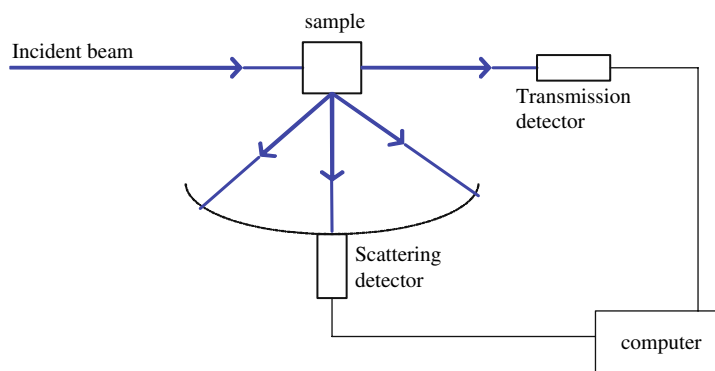 sample
Incident beam
Transmission
detector
Scattering
detector
computer